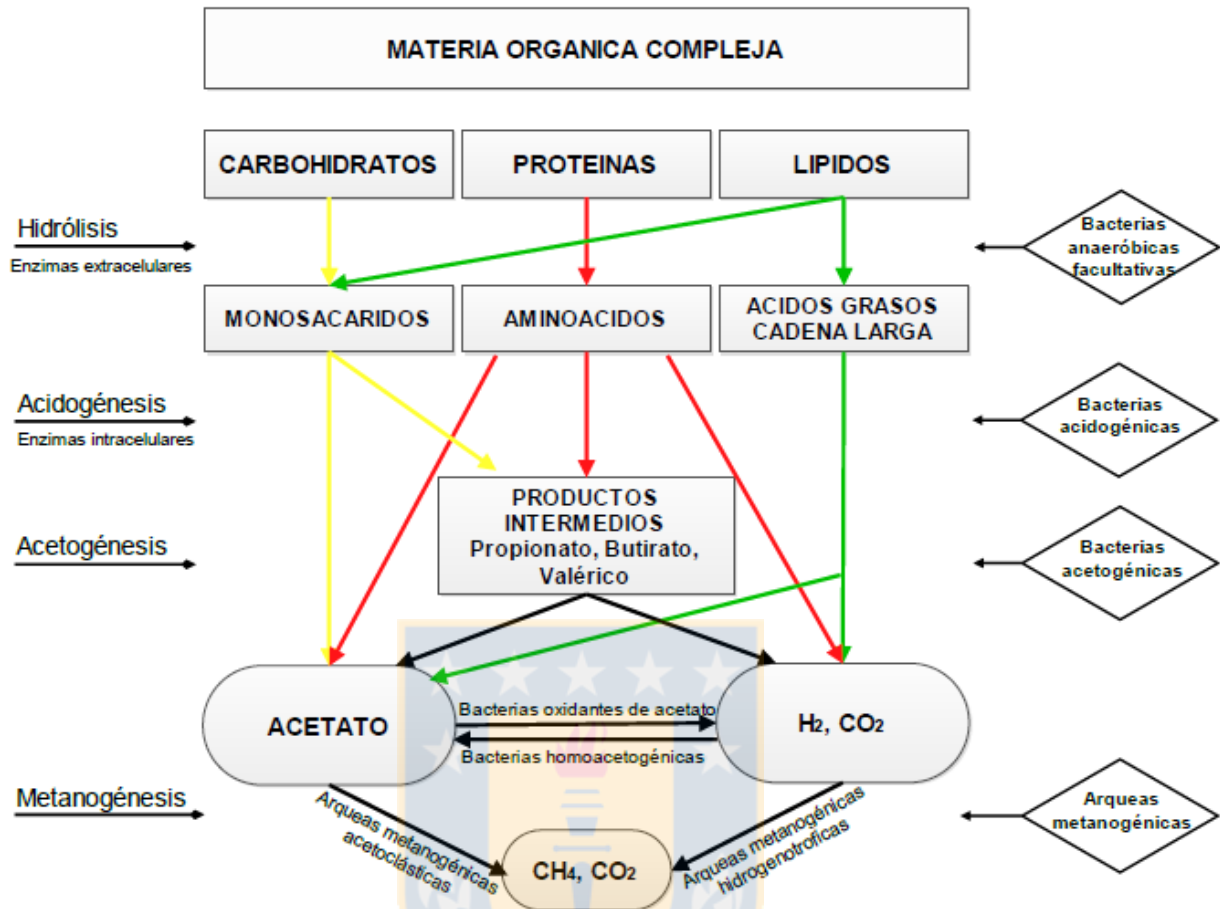 MATERIA ORGANICA COMPLEJA
CARBOHIDRATOS
PROTEINAS
LIPIDOS
Hidrólisis
Enzimas extracelulares
Bacterias
anaeróbicas
facultativas
MONOSACARIDOS
AMINOACIDOS
ACIDOS GRASOS
CADENA LARGA
Acidogénesis
Enzimas intracelulares
Bacterias
acidogénicas
PRODUCTOS
INTERMEDIOS
Propionato, Butirato,
Valérico
Acetogénesis
Bacterias
acetogénicas
ACETATO
Bacterias oxidantes de acetato
Bacterias homoacetogénicas
H₂, CO₂
Metanogénesis
Arqueas metanogénicas
acetoclásticas
CH₄, CO₂
Arqueas metanogénicas
hidrogenotroficas
Arqueas
metanogénicas